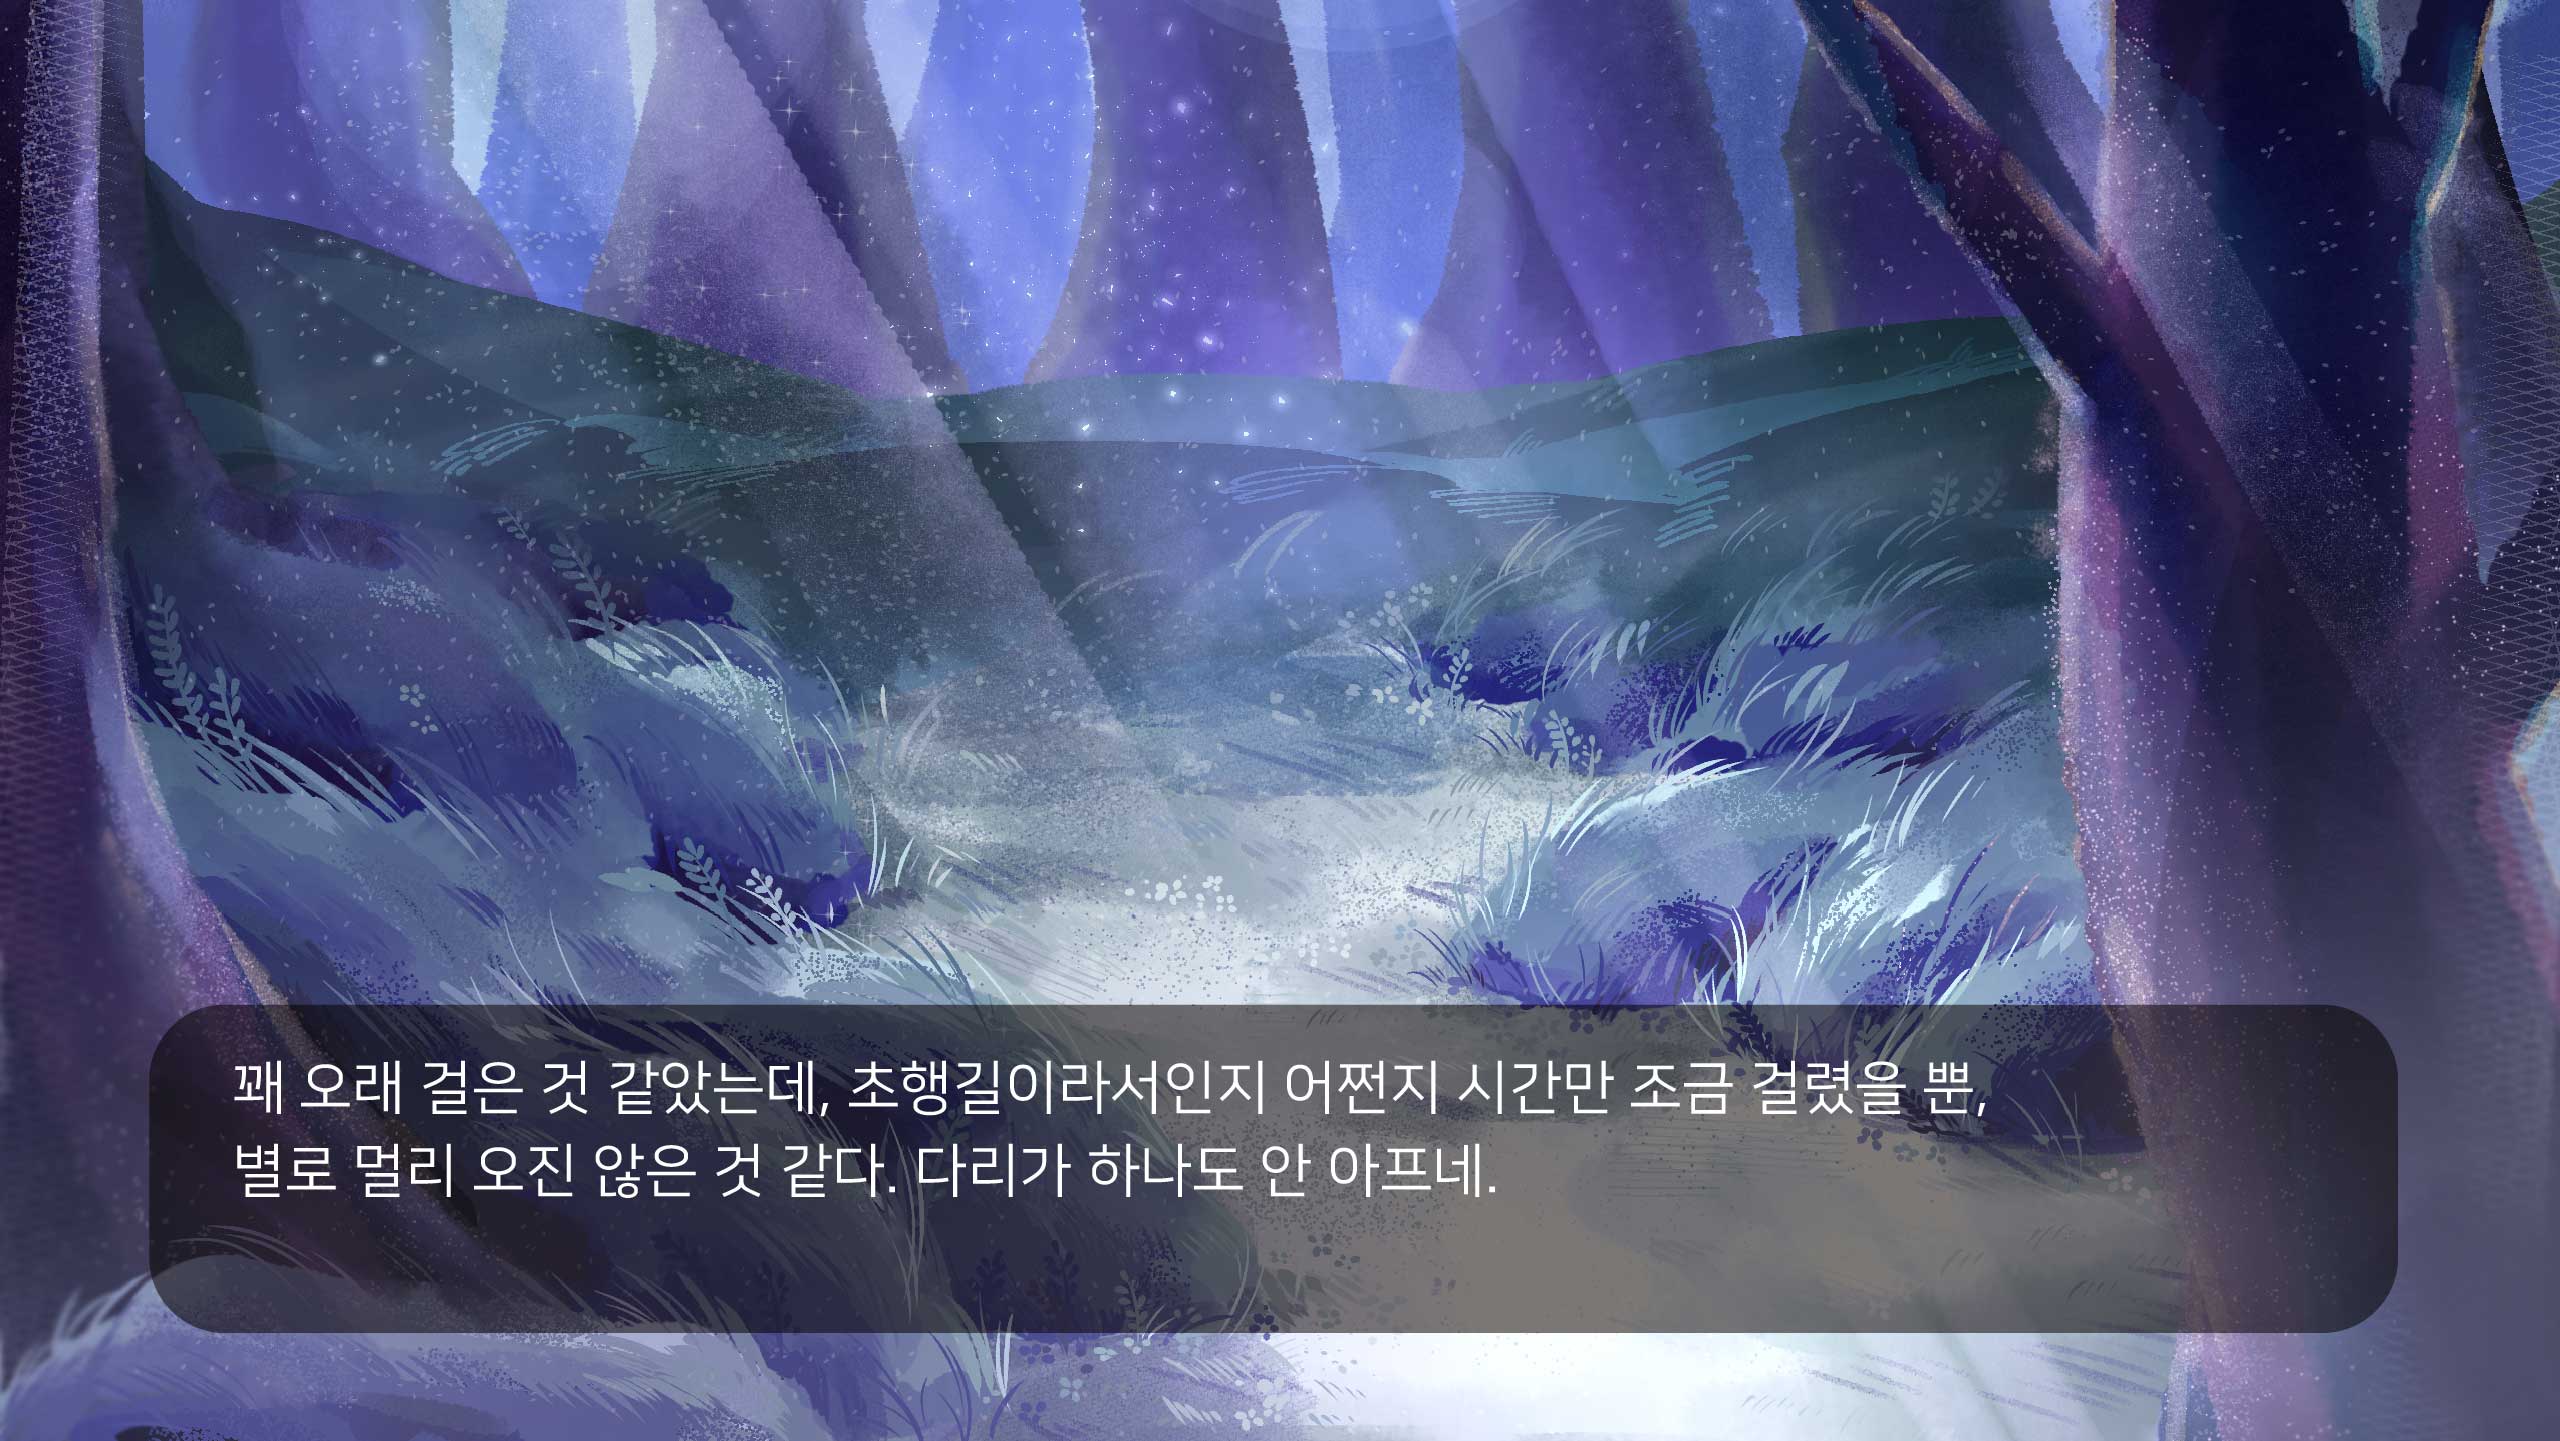 꽤 오래 걸은 것 같았는데, 초행길이라서인지 어쩐지 시간만 조금 걸렸을 뿐,
별로 멀리 오진 않은 것 같다. 다리가 하나도 안 아프네.